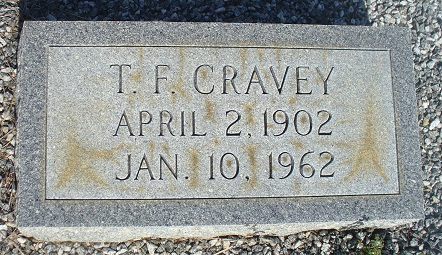 T. F. CRAVEY
APRIL 2, 1902
JAN. 10, 1962